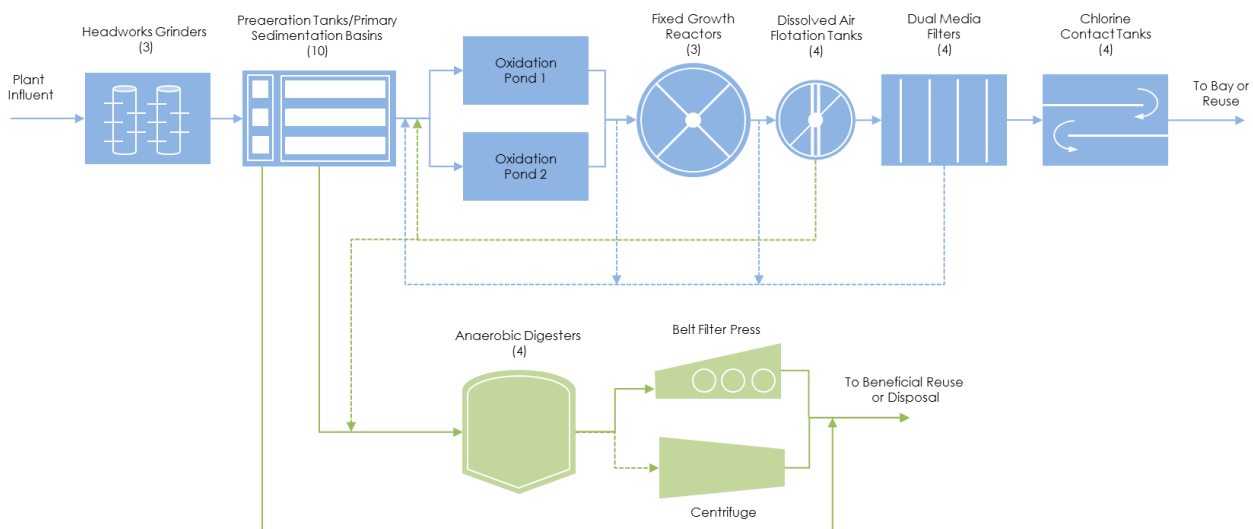 Headworks Grinders
(3)
Preaeration Tanks/Primary
Sedimentation Basins
(10)
Fixed Growth
Reactors
(3)
Dissolved Air
Flotation Tanks
(4)
Dual Media
Filters
(4)
Chlorine
Contact Tanks
(4)
Plant
Influent
Oxidation
Pond 1
Oxidation
Pond 2
To Bay or
Reuse
Anaerobic Digesters
(4)
Belt Filter Press
To Beneficial Reuse
or Disposal
Centrifuge